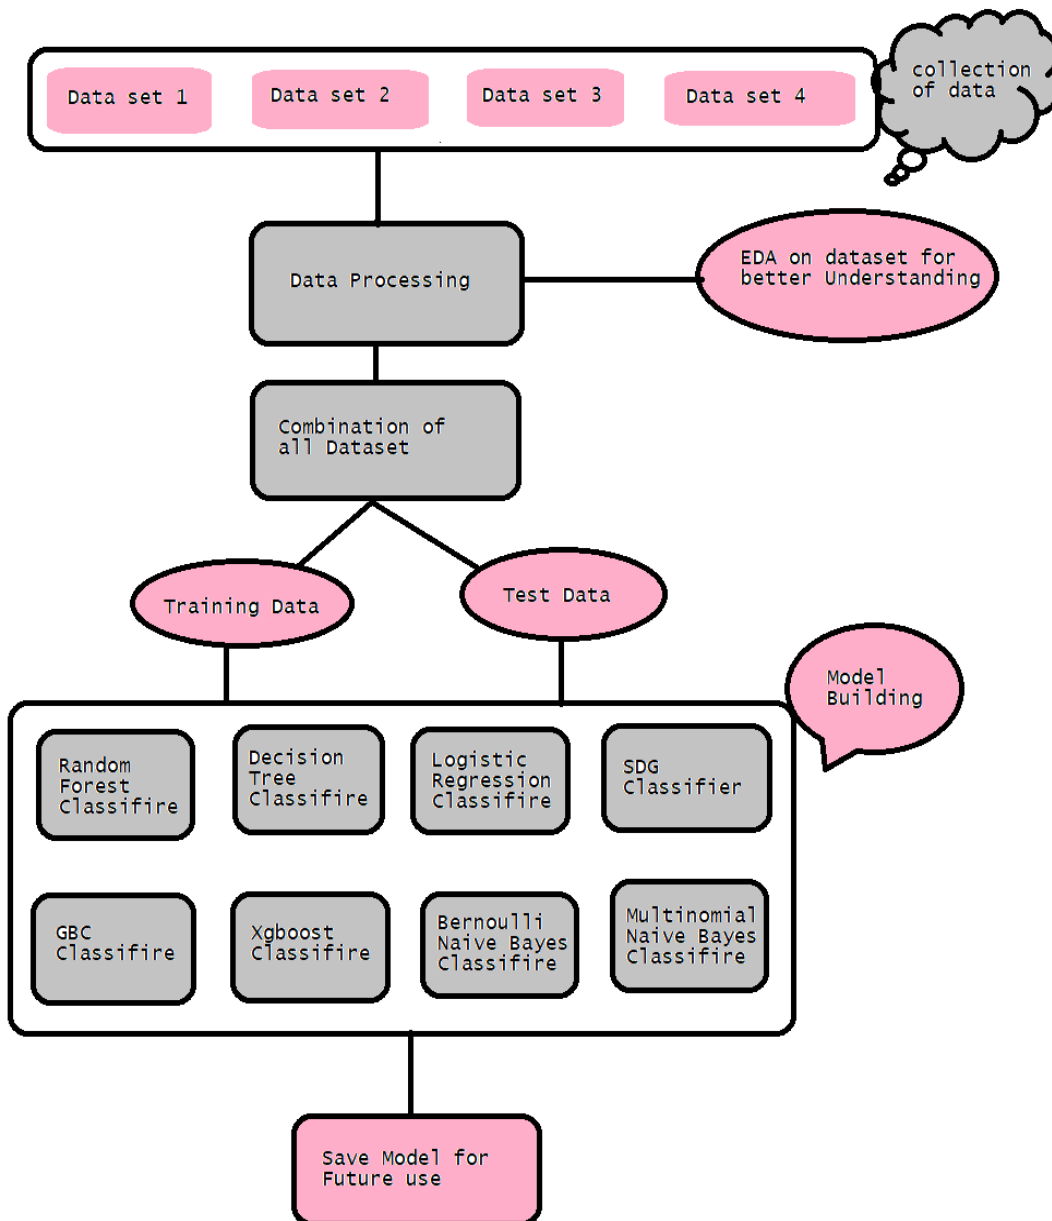 Data set 1
Data set 2
Data set 3
Data set 4
collection
of data
Data Processing
EDA on dataset for
better Understanding
Combination of
all Dataset
Training Data
Test Data
Model
Building
Random
Forest
Classifire
Decision
Tree
Classifire
Logistic
Regression
Classifire
SDG
Classifier
GBC
Classifire
Xgboost
Classifire
Bernoulli
Naive Bayes
Classifire
Multinomial
Naive Bayes
Classifire
Save Model for
Future use